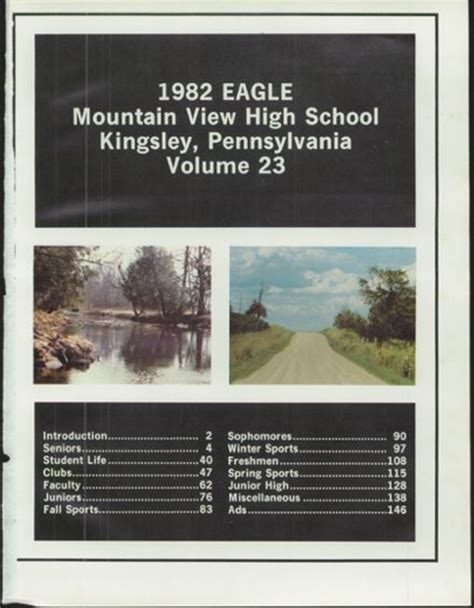 1982 EAGLE
Mountain View High School
Kingsley, Pennsylvania
Volume 23
Introduction............................ 2
Seniors.................................. 4
Student Life.......................... 40
Clubs.................................... 47
Faculty.................................. 62
Juniors.................................. 76
Fall Sports............................ 83
Sophomores.......................... 90
Winter Sports........................ 97
Freshmen.............................. 108
Spring Sports........................ 115
Junior High............................ 128
Miscellaneous........................ 138
Ads........................................ 146